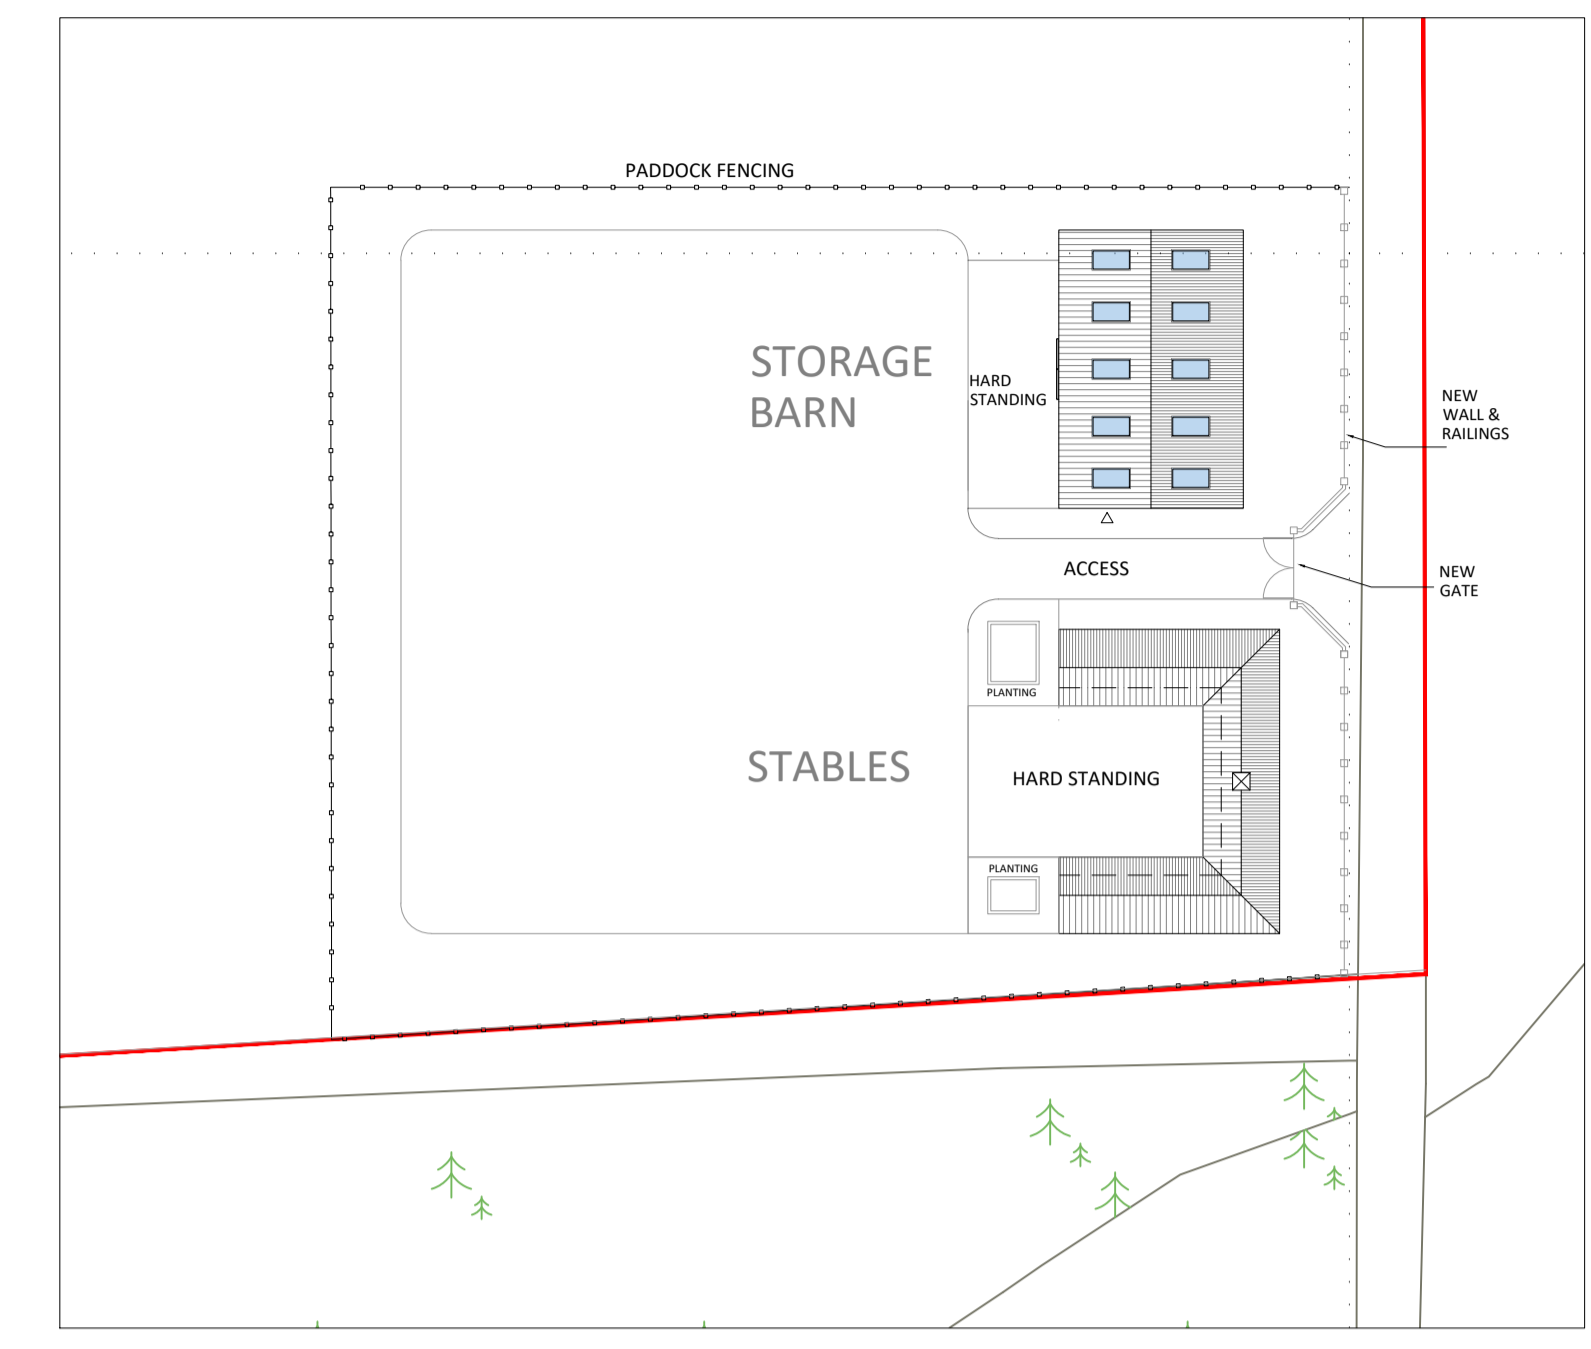 PADDOCK FENCING
STORAGE
BARN
HARD
STANDING
NEW
WALL &
RAILINGS
ACCESS
NEW
GATE
PLANTING
STABLES
HARD STANDING
PLANTING